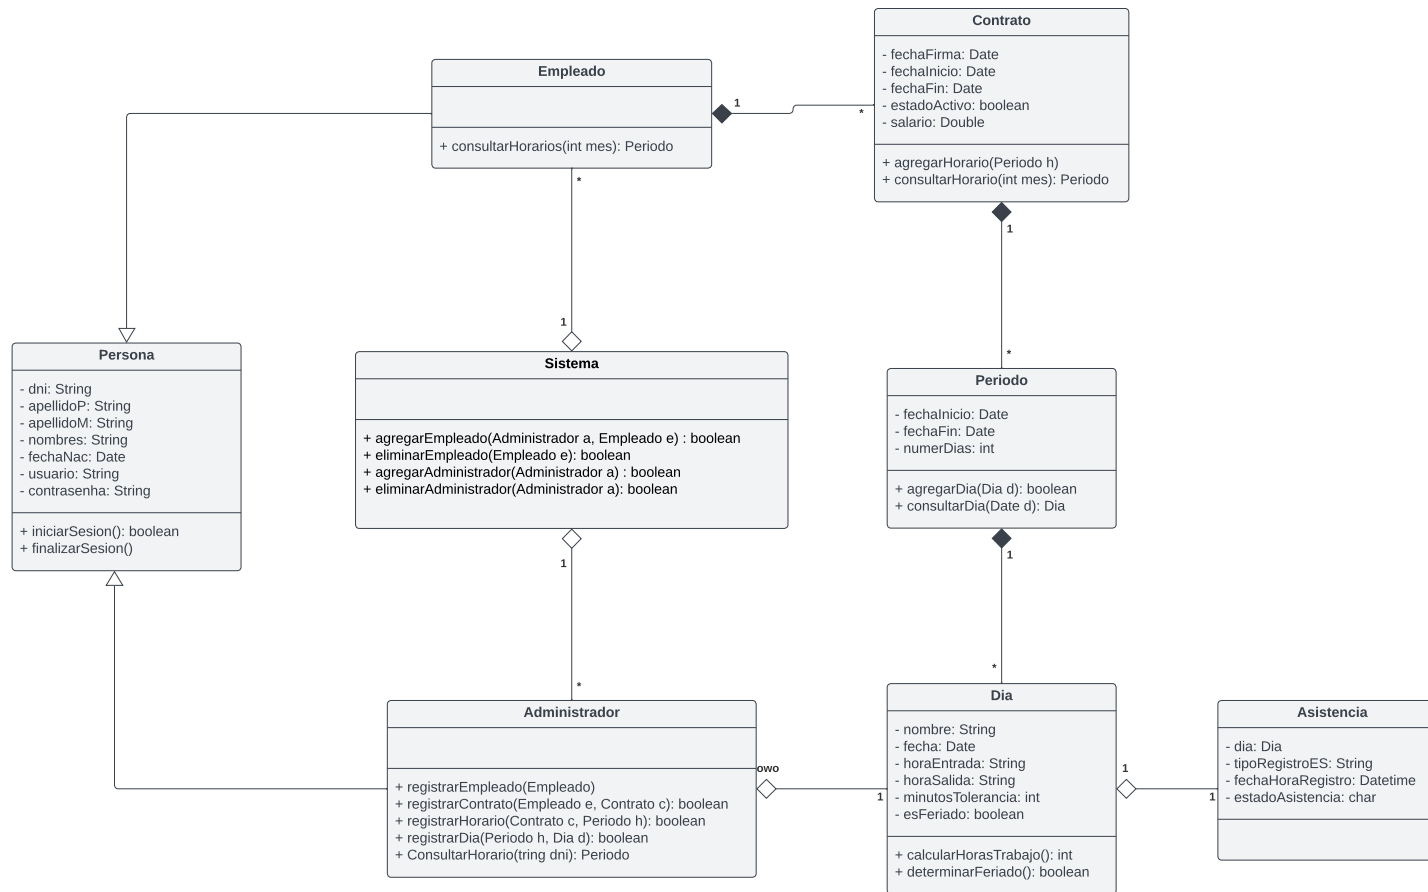 Contrato
- fechaFirma: Date
- fechaInicio: Date
- fechaFin: Date
- estadoActivo: boolean
- salario: Double
+ agregarHorario(Periodo h)
+ consultarHorario(int mes): Periodo
Empleado
+ consultarHorarios(int mes): Periodo
1
*
*
1
1
*
Persona
- dni: String
- apellidoP: String
- apellidoM: String
- nombres: String
- fechaNac: Date
- usuario: String
- contrasenha: String
+ iniciarSesion(): boolean
+ finalizarSesion()
Sistema
+ agregarEmpleado(Administrador a, Empleado e) : boolean
+ eliminarEmpleado(Empleado e): boolean
+ agregarAdministrador(Administrador a) : boolean
+ eliminarAdministrador(Administrador a): boolean
Periodo
- fechaInicio: Date
- fechaFin: Date
- numerDias: int
+ agregarDia(Dia d): boolean
+ consultarDia(Date d): Dia
1
*
1
*
Administrador
+ registrarEmpleado(Empleado)
+ registrarContrato(Empleado e, Contrato c): boolean
+ registrarHorario(Contrato c, Periodo h): boolean
+ registrarDia(Periodo h, Dia d): boolean
+ ConsultarHorario(tring dni): Periodo
owo
1
Dia
- nombre: String
- fecha: Date
- horaEntrada: String
- horaSalida: String
- minutosTolerancia: int
- esFeriado: boolean
+ calcularHorasTrabajo(): int
+ determinarFeriado(): boolean
1
1
Asistencia
- dia: Dia
- tipoRegistroES: String
- fechaHoraRegistro: Datetime
- estadoAsistencia: char